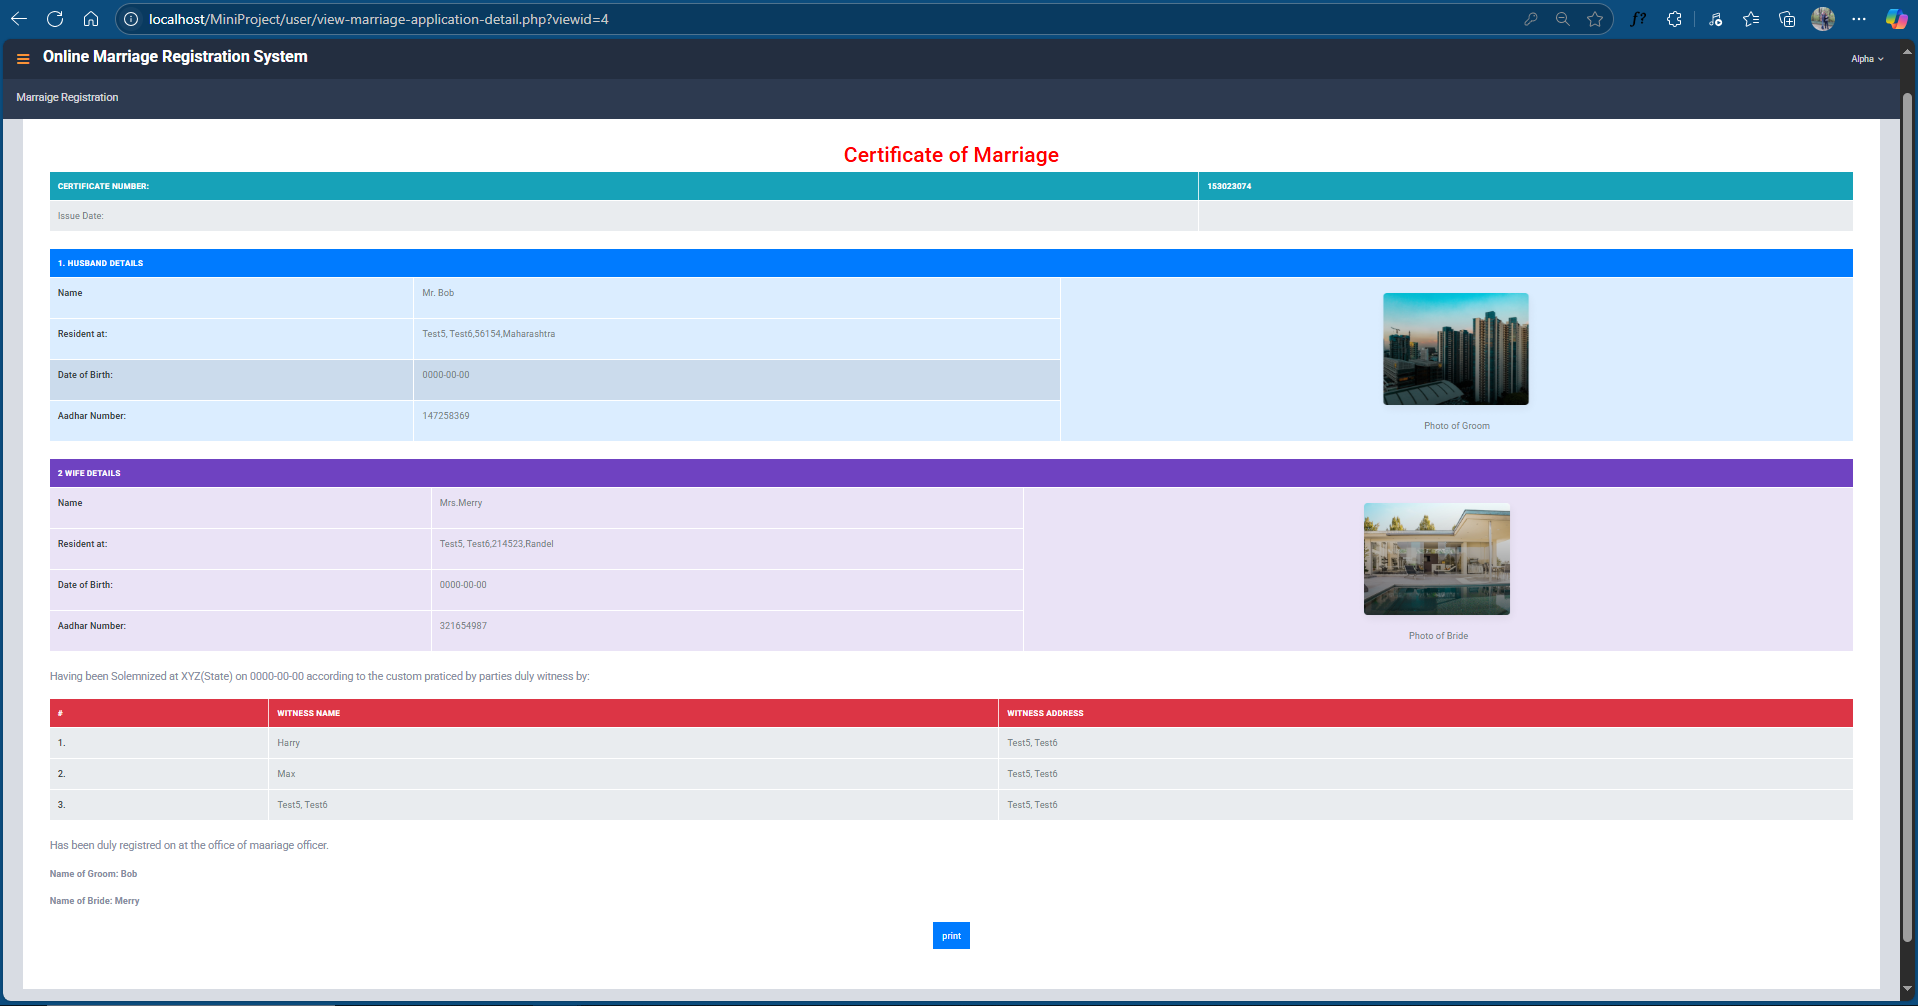 localhost/MiniProject/user/view-marriage-application-detail.php?viewid=4
Online Marriage Registration System
Alpha
Marraige Registration
Certificate of Marriage
CERTIFICATE NUMBER: 153023074
Issue Date:
1. HUSBAND DETAILS
Name Mr. Bob
Resident at: Test5, Test6,56154,Maharashtra
Date of Birth: 0000-00-00
Aadhar Number: 147258369
Photo of Groom
2 WIFE DETAILS
Name Mrs.Merry
Resident at: Test5, Test6,214523,Randel
Date of Birth: 0000-00-00
Aadhar Number: 321654987
Photo of Bride
Having been Solemnized at XYZ(State) on 0000-00-00 according to the custom praticed by parties duly witness by:
# WITNESS NAME WITNESS ADDRESS
1. Harry Test5, Test6
2. Max Test5, Test6
3. Test5, Test6 Test5, Test6
Has been duly registred on at the office of maariage officer.
Name of Groom: Bob
Name of Bride: Merry
print